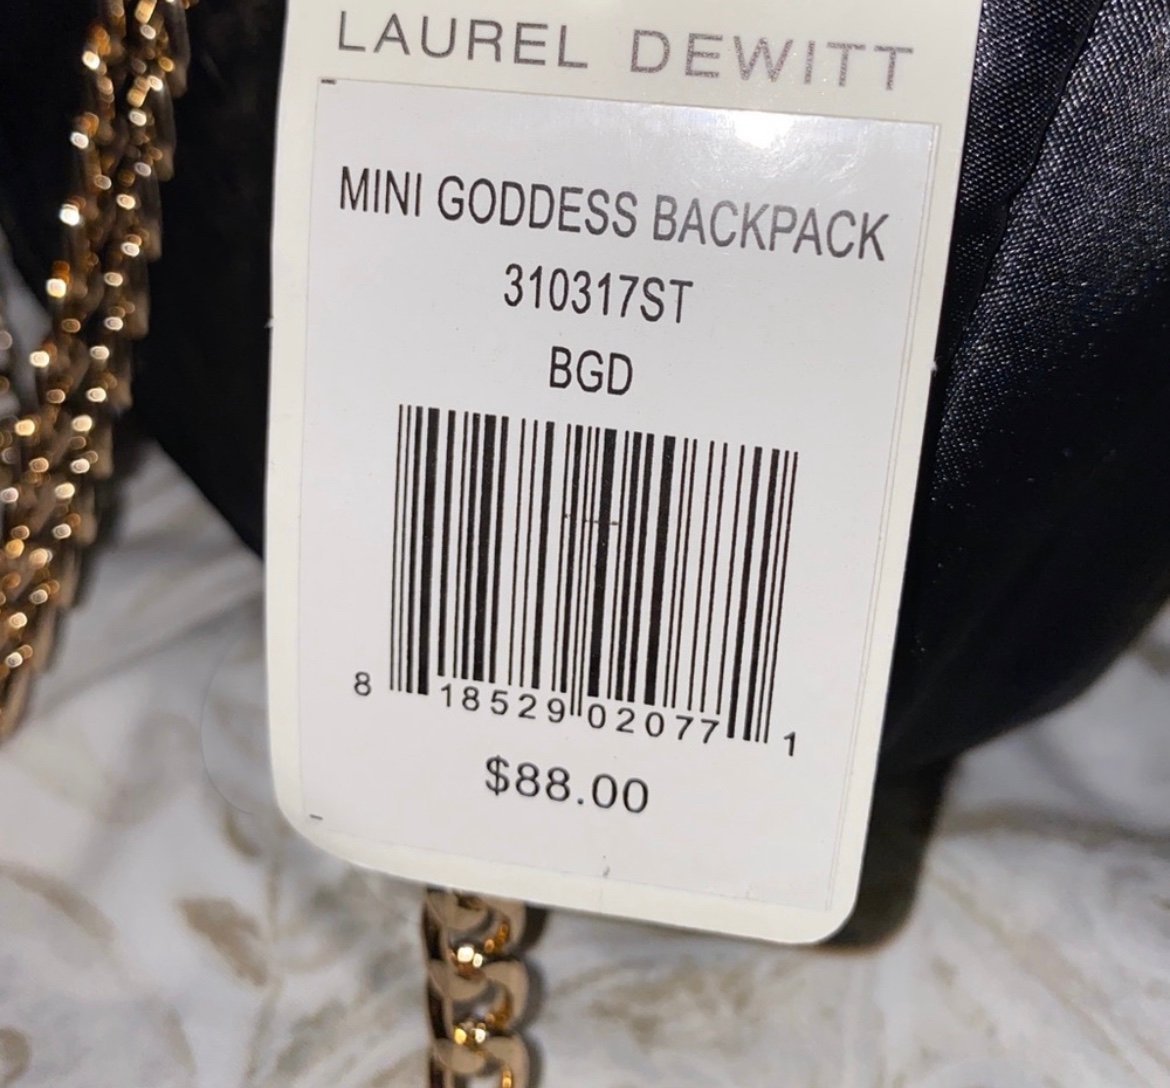 LAUREL DEWITT
MINI GODDESS BACKPACK
310317ST
BGD
8 18529 02077 1
$88.00